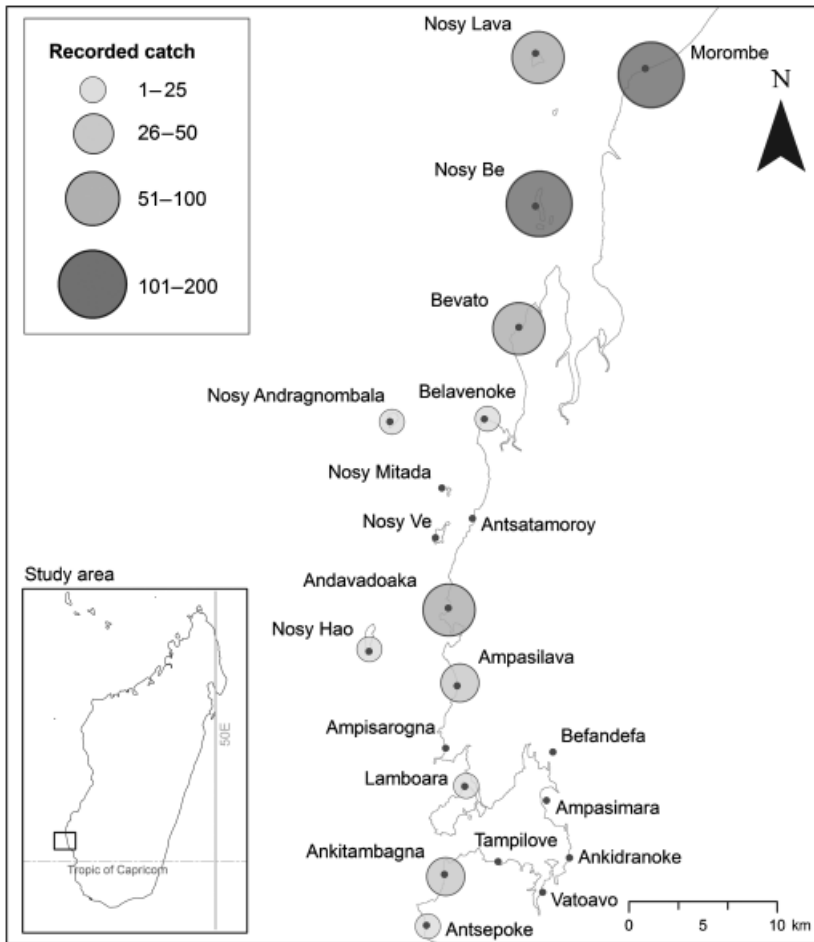 Recorded catch
1–25
26–50
51–100
101–200
Nosy Lava
Morombe
N
Nosy Be
Bevato
Nosy Andragnombala
Belavenoke
Nosy Mitada
Nosy Ve
Antsatamoroy
Andavadoaka
Nosy Hao
Ampasilava
Ampisarogna
Befandefa
Lamboara
Ampasimara
Tampilove
Ankitambagna
Ankidranoke
Vatoavo
Antsepoke
0 5 10 km
Study area
50E
Tropic of Capricorn